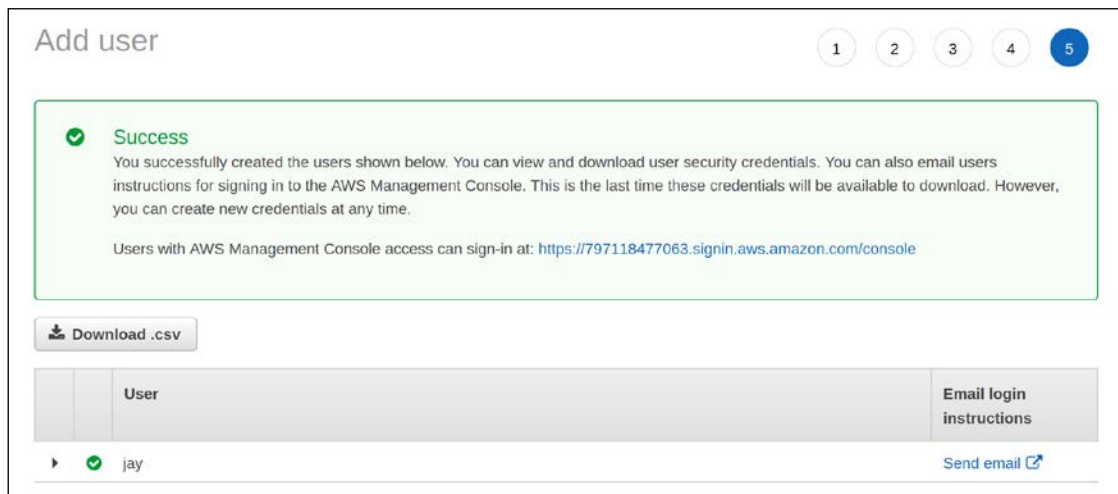 Add user
1 2 3 4 5
Success
You successfully created the users shown below. You can view and download user security credentials. You can also email users
instructions for signing in to the AWS Management Console. This is the last time these credentials will be available to download. However,
you can create new credentials at any time.
Users with AWS Management Console access can sign-in at: https://797118477063.signin.aws.amazon.com/console
Download .csv
User
Email login
instructions
jay
Send email